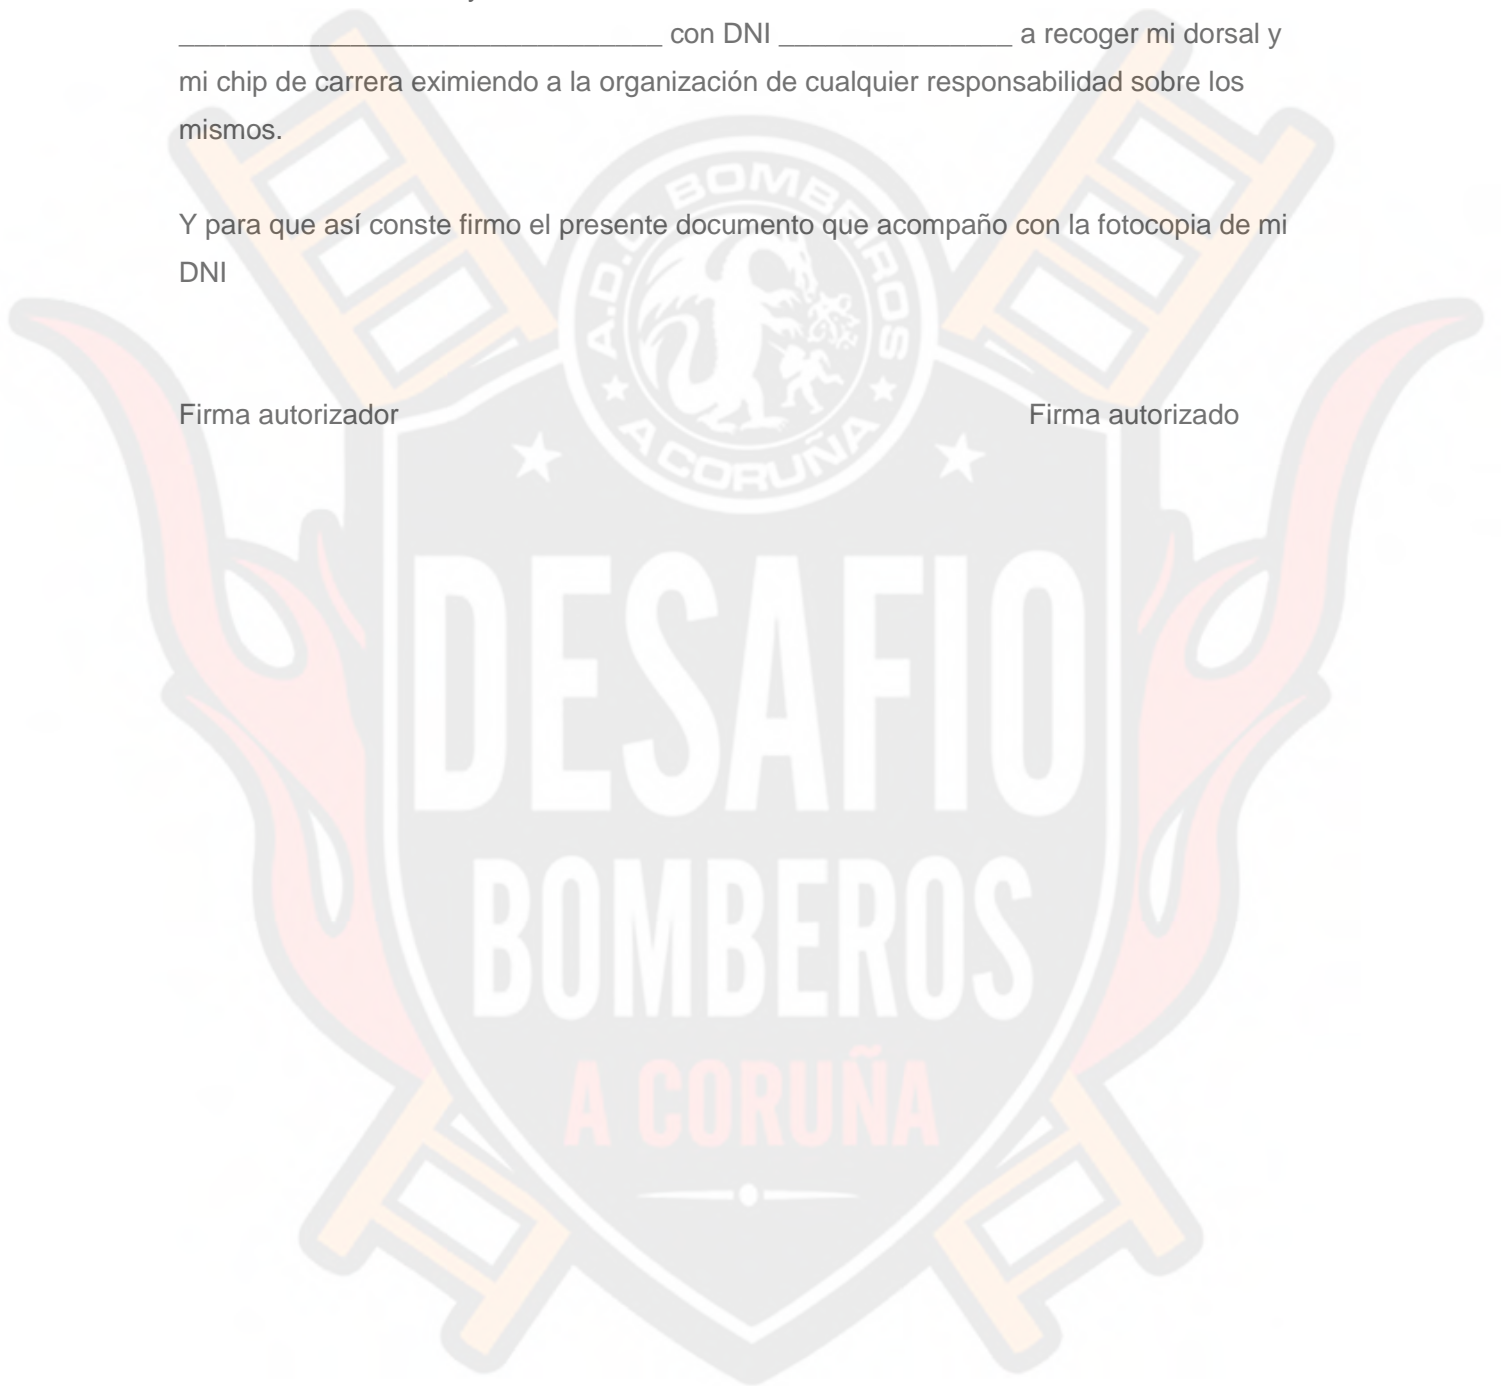 _______________________________ con DNI _______________ a recoger mi dorsal y
mi chip de carrera eximiendo a la organización de cualquier responsabilidad sobre los
mismos.
Y para que así conste firmo el presente documento que acompaño con la fotocopia de mi
DNI
Firma autorizador Firma autorizado
A.D.C. BOMBEIROS
A CORUÑA
DESAFIO
BOMBEROS
A CORUÑA